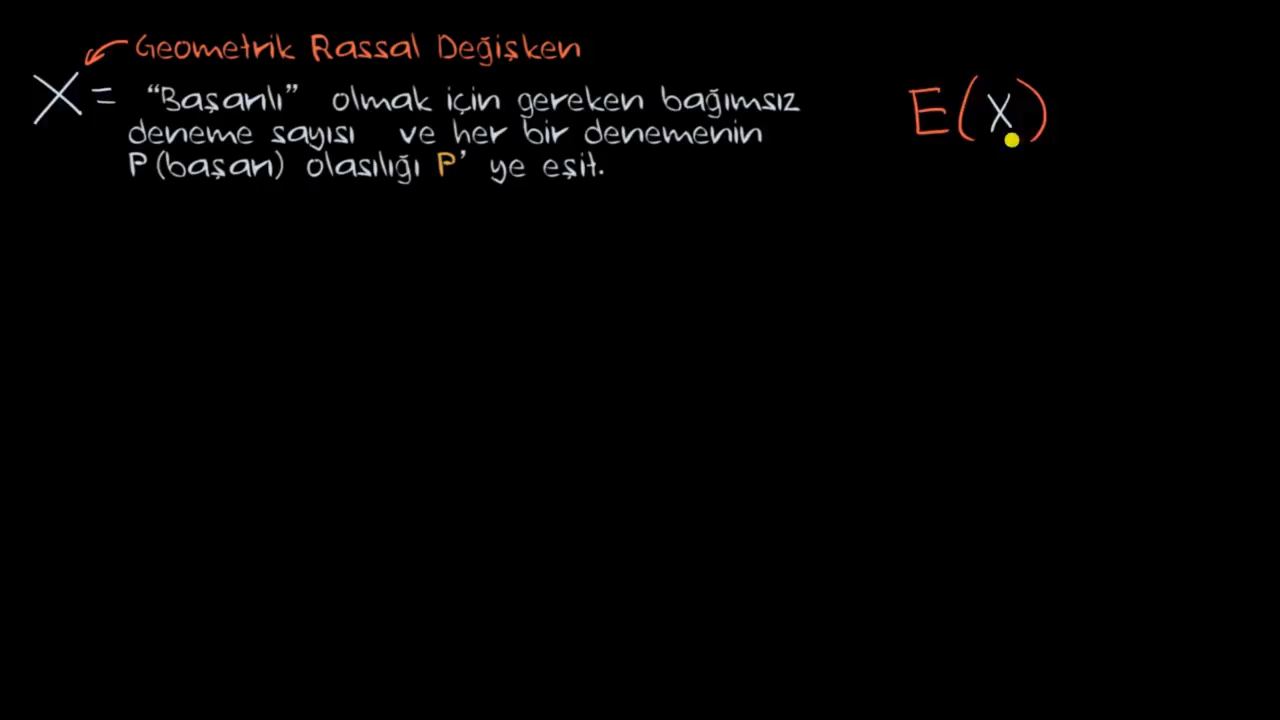 Geometrik Rassal Değişken
X = “Başarılı” olmak için gereken bağımsız
deneme sayısı ve her bir denemenin
P(başarı) olasılığı P’ ye eşit.
E(X)